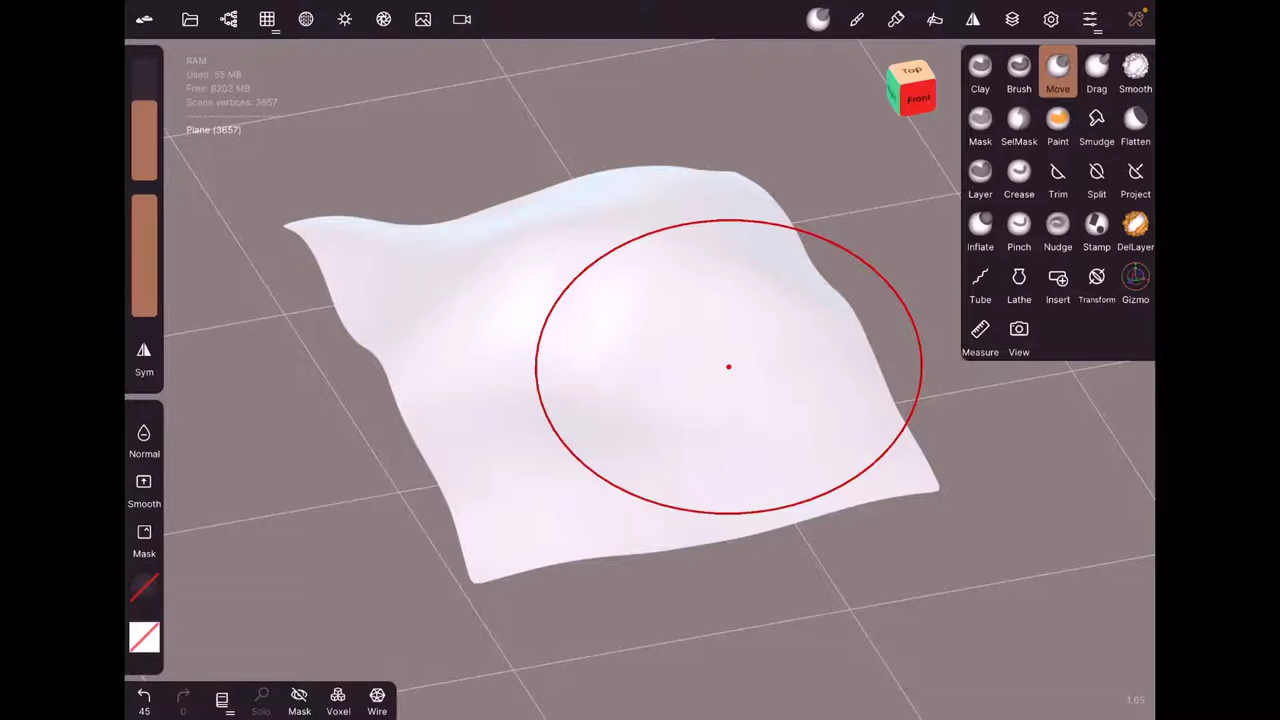 RAM
Used: 55 MB
Free: 6203 MB
Scene vertices: 3657
Plane (3657)
Top
Front
Clay Brush Move Drag Smooth
Mask SelMask Paint Smudge Flatten
Layer Crease Trim Split Project
Inflate Pinch Nudge Stamp DelLayer
Tube Lathe Insert Transform Gizmo
Measure View
Sym
Normal
Smooth
Mask
45 0 Solo Mask Voxel Wire
1.65